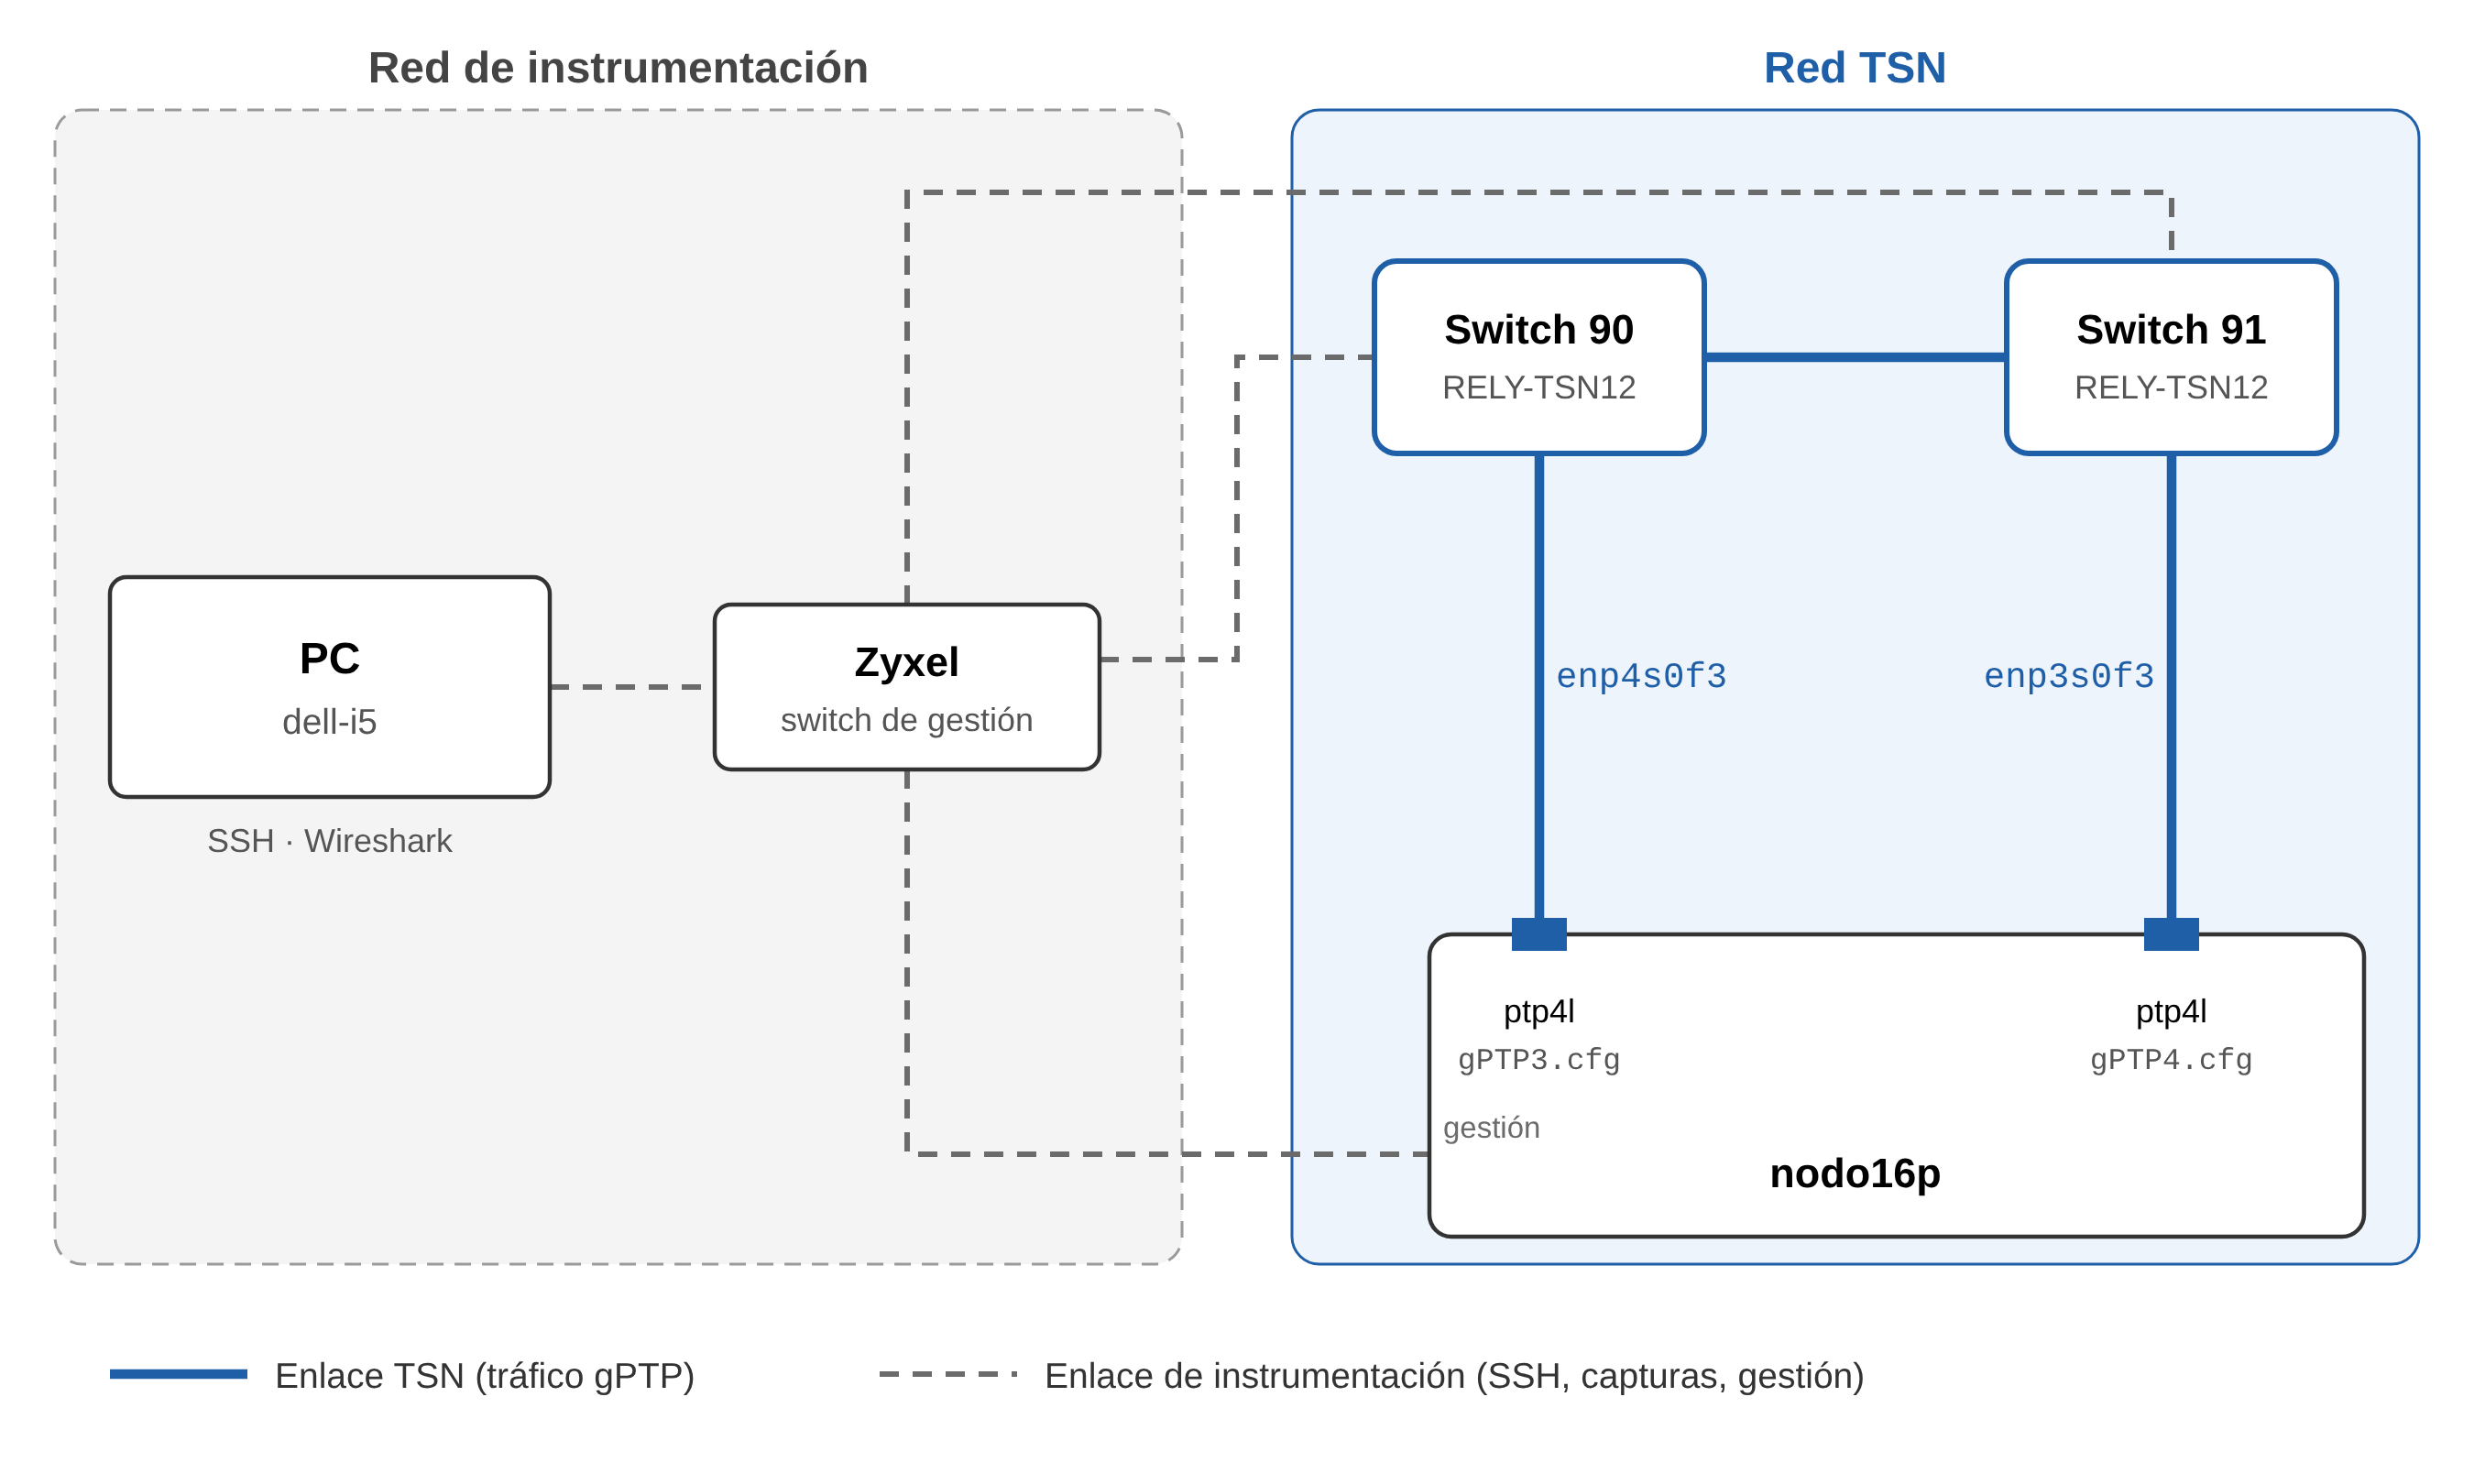 Red de instrumentación
Red TSN
Switch 90
RELY-TSN12
Switch 91
RELY-TSN12
PC
dell-i5
SSH · Wireshark
Zyxel
switch de gestión
enp4s0f3
enp3s0f3
ptp4l
gPTP3.cfg
ptp4l
gPTP4.cfg
gestión
nodo16p
Enlace TSN (tráfico gPTP)
Enlace de instrumentación (SSH, capturas, gestión)